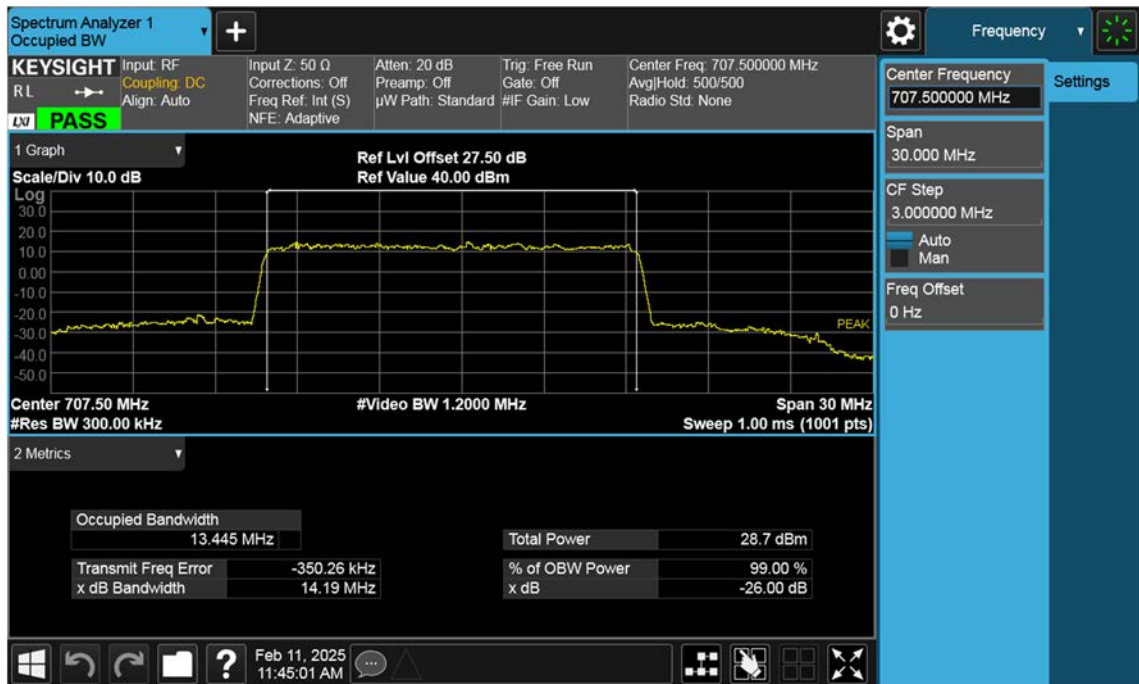 Spectrum Analyzer 1
Occupied BW
+
Frequency
KEYSIGHT
RL
LXI
PASS
Input: RF
Coupling: DC
Align: Auto
Input Z: 50 Ω
Corrections: Off
Freq Ref: Int (S)
NFE: Adaptive
Atten: 20 dB
Preamp: Off
µW Path: Standard
Trig: Free Run
Gate: Off
#IF Gain: Low
Center Freq: 707.500000 MHz
Avg|Hold: 500/500
Radio Std: None
Center Frequency
707.500000 MHz
Settings
Span
30.000 MHz
CF Step
3.000000 MHz
Auto
Man
Freq Offset
0 Hz
1 Graph
Scale/Div 10.0 dB
Ref Lvl Offset 27.50 dB
Ref Value 40.00 dBm
Log
30.0
20.0
10.0
0.00
-10.0
-20.0
-30.0
-40.0
-50.0
PEAK
Center 707.50 MHz
#Video BW 1.2000 MHz
Span 30 MHz
#Res BW 300.00 kHz
Sweep 1.00 ms (1001 pts)
2 Metrics
Occupied Bandwidth
13.445 MHz
Total Power 28.7 dBm
Transmit Freq Error -350.26 kHz
% of OBW Power 99.00 %
x dB Bandwidth 14.19 MHz
x dB -26.00 dB
?
Feb 11, 2025
11:45:01 AM